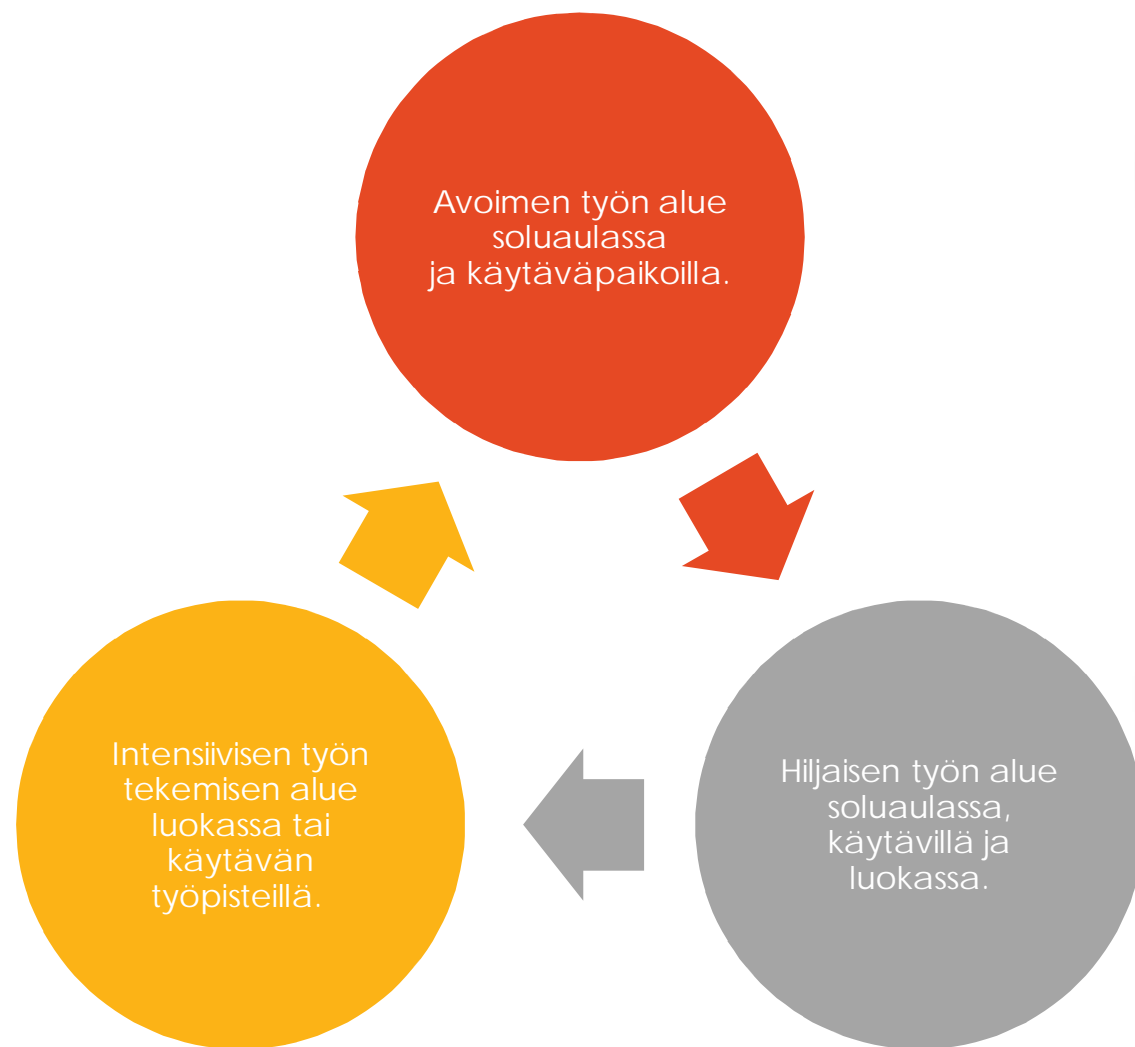 Avoimen työn alue
soluaulassa
ja käytäväpaikoilla.
Intensiivisen työn
tekemisen alue
luokassa tai
käytävän
työpisteillä.
Hiljaisen työn alue
soluaulassa,
käytävillä ja
luokassa.